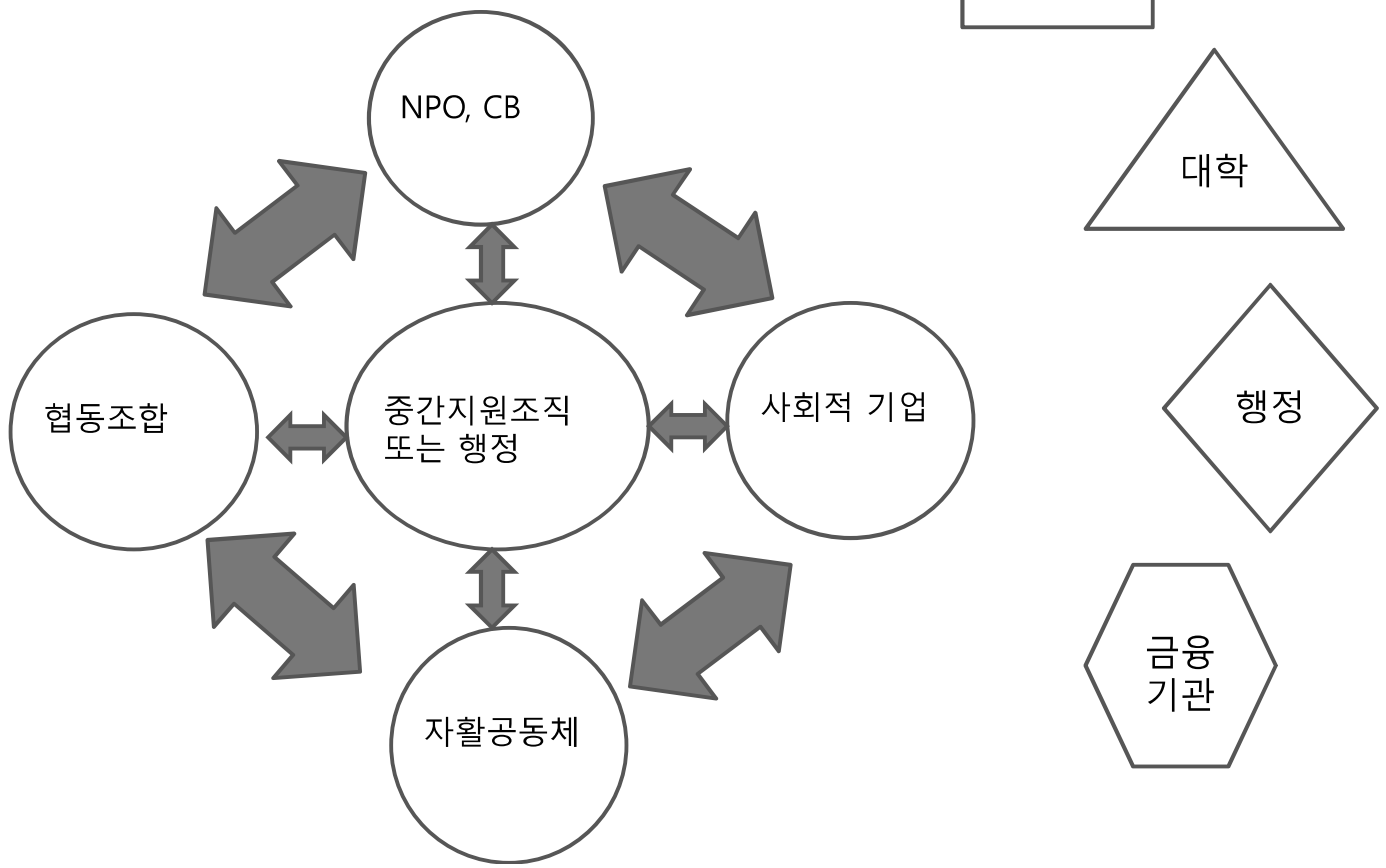 NPO, CB
대학
협동조합
중간지원조직
또는 행정
사회적 기업
행정
금융
기관
자활공동체